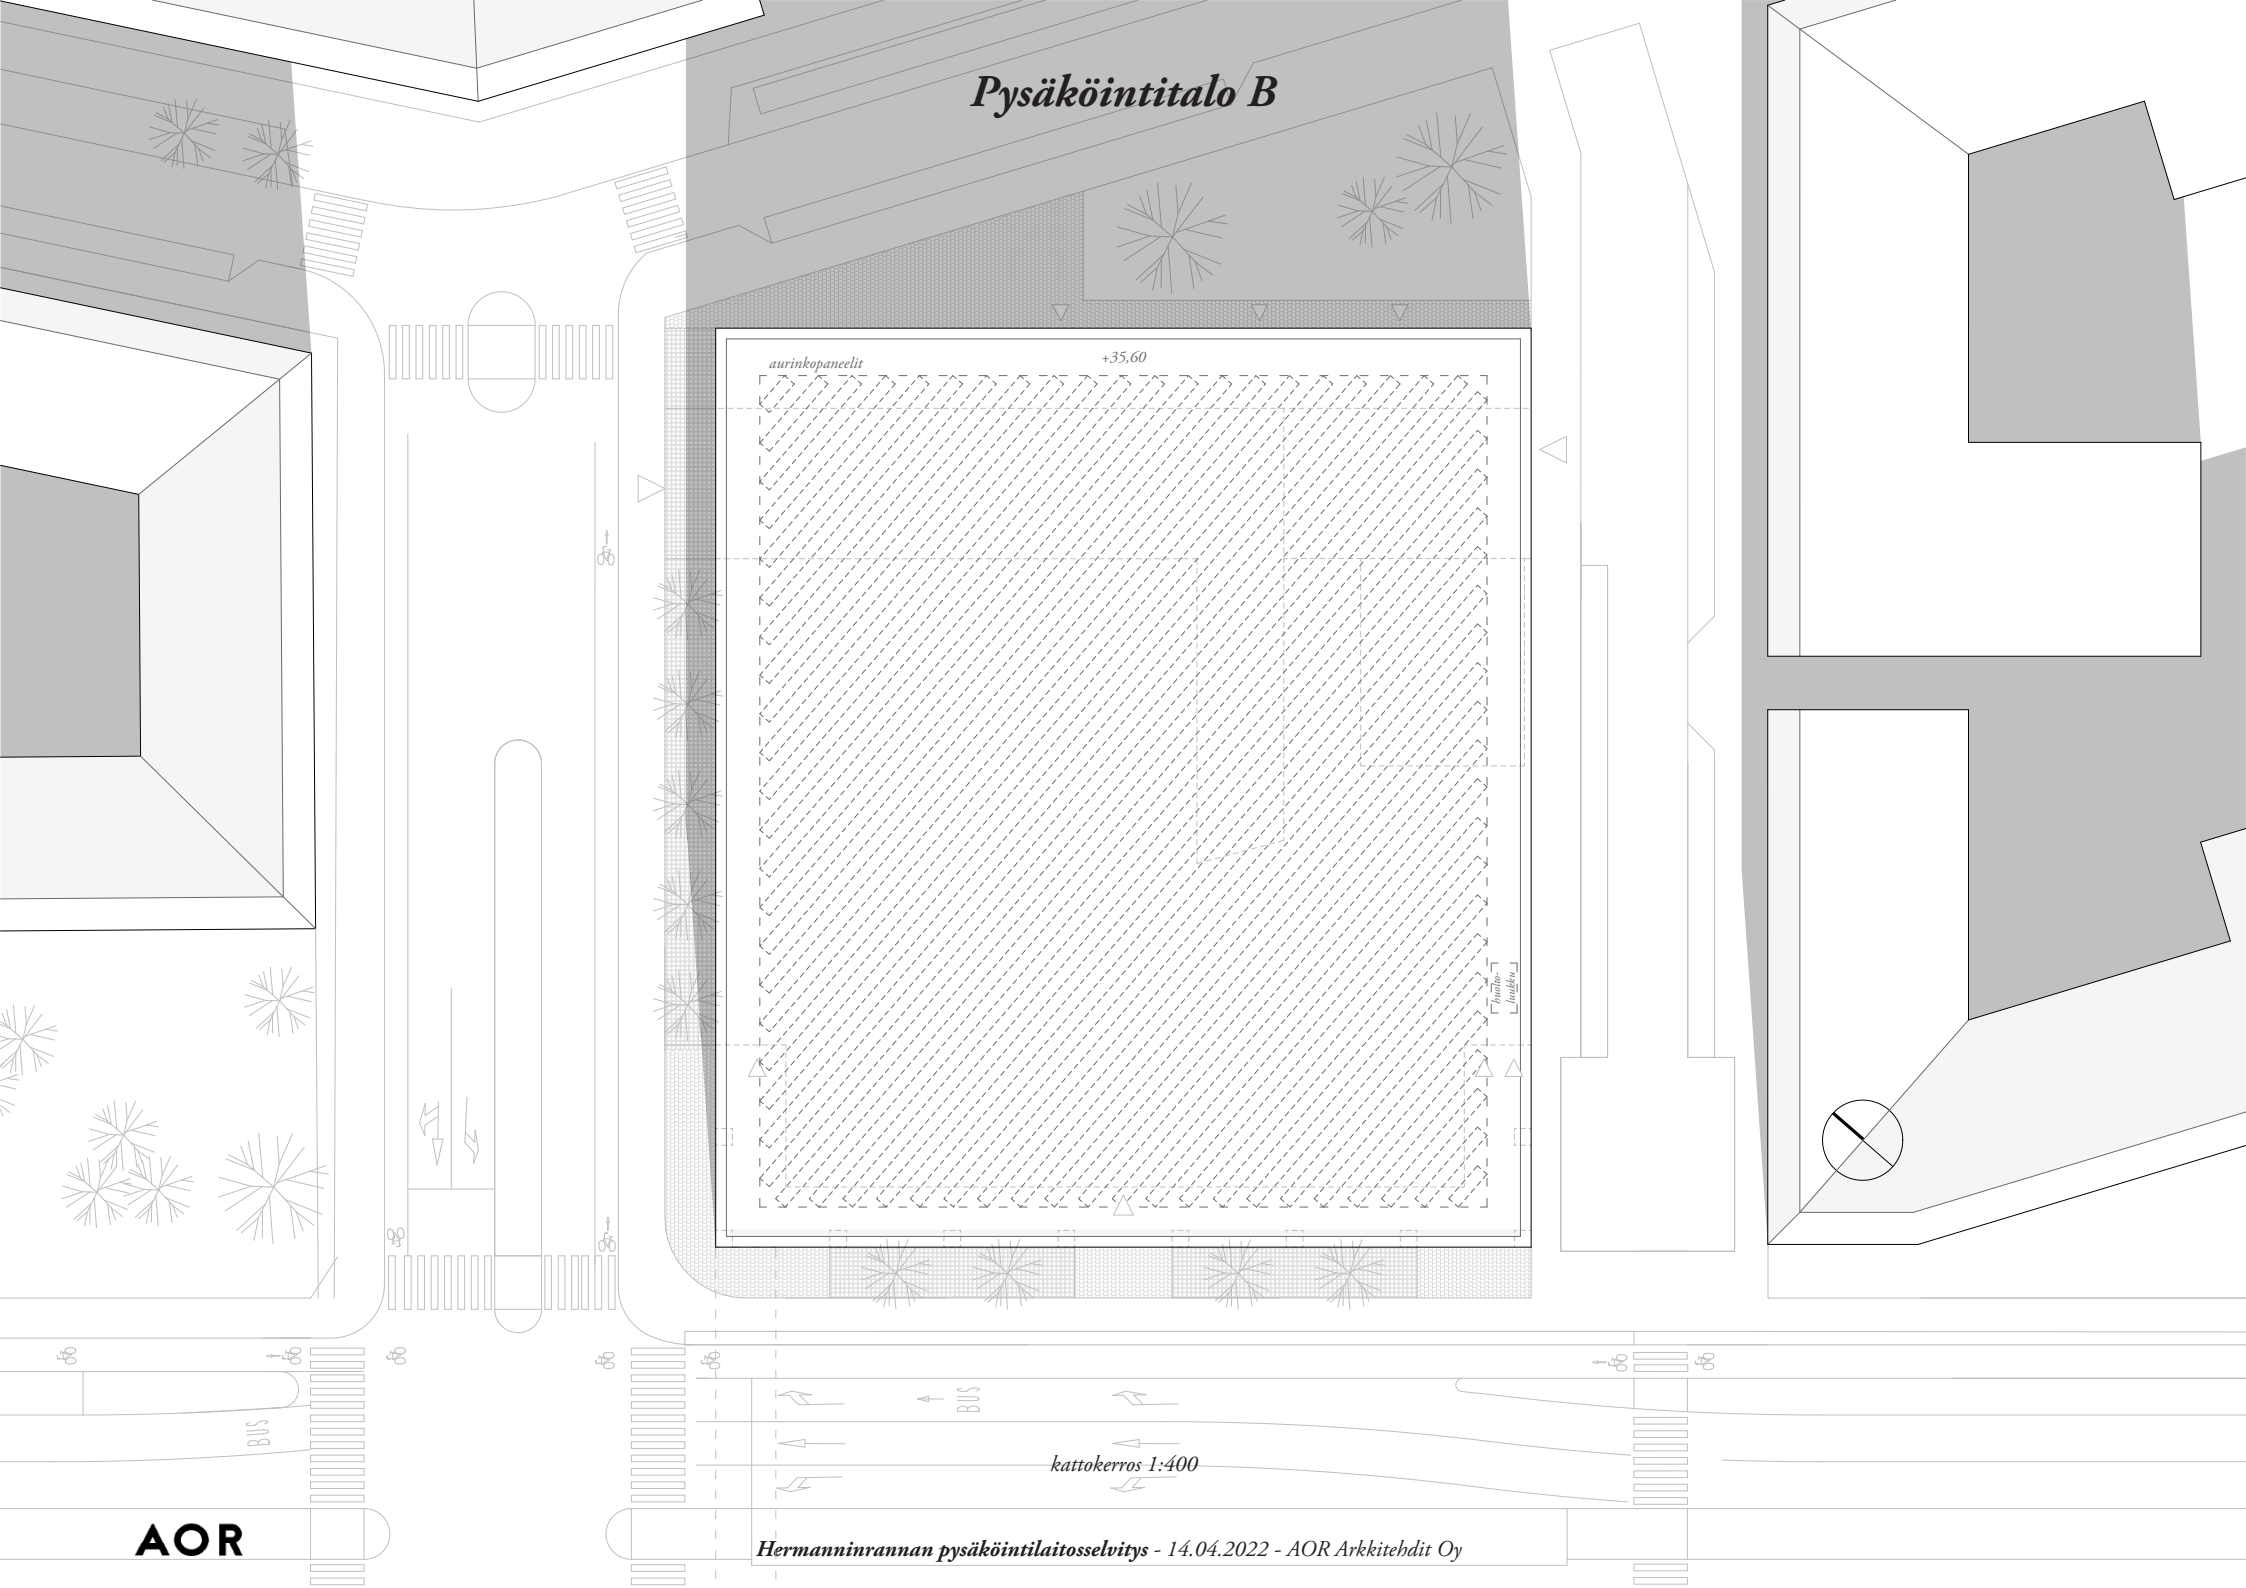 Pysäköintitalo B
aurinkopaneelit
+35,60
huolto-
luukku
BUS
BUS
kattokerros 1:400
AOR
Hermanninrannan pysäköintilaitosselvitys - 14.04.2022 - AOR Arkkitehdit Oy